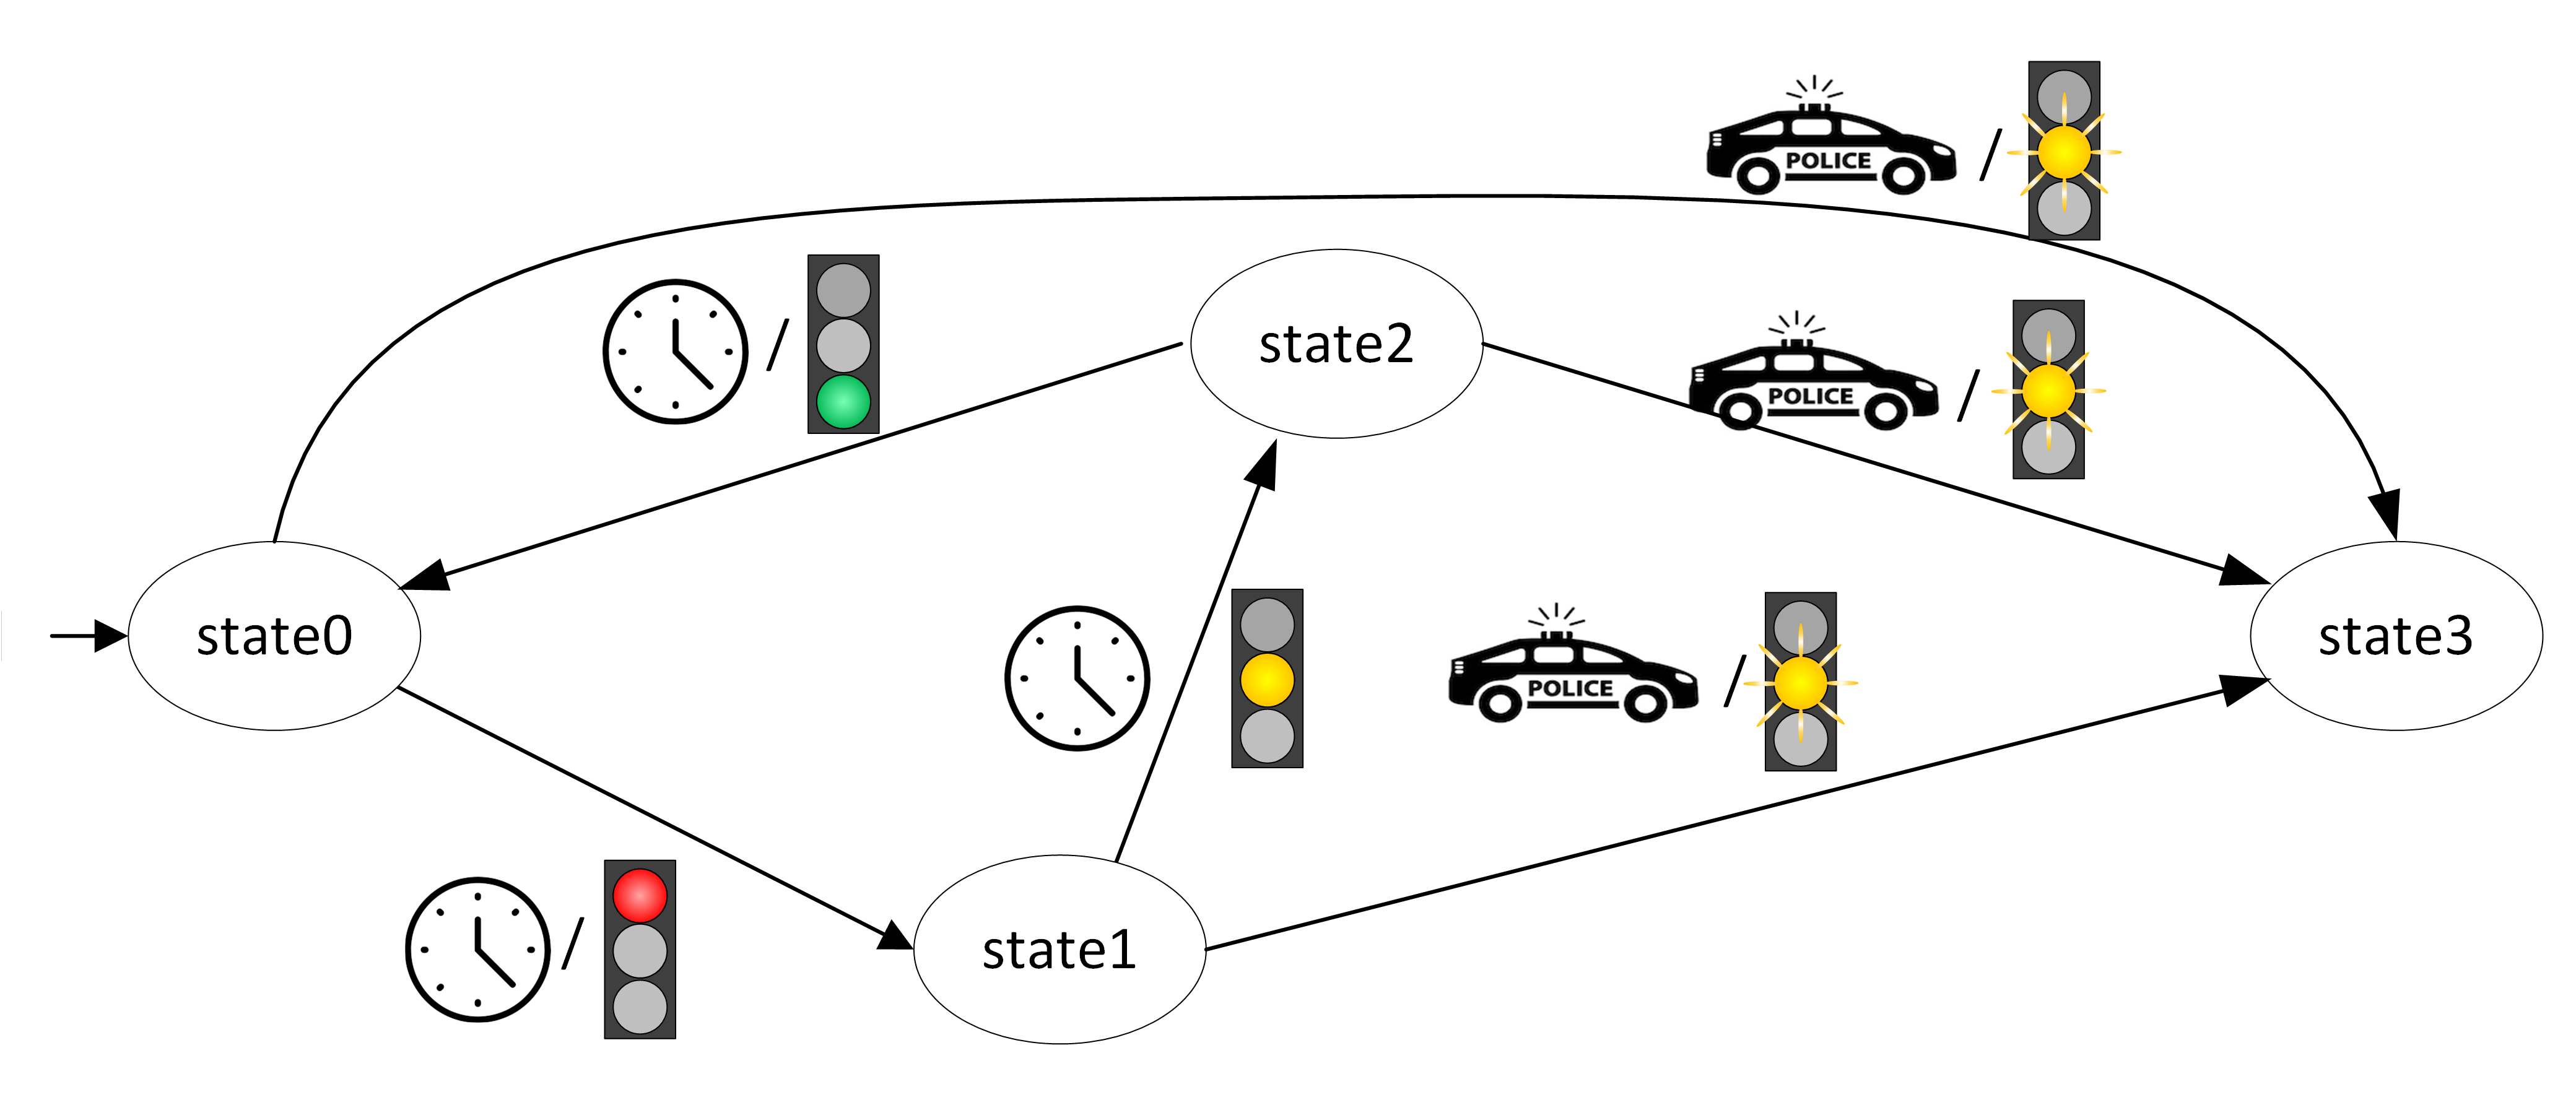 POLICE /
/
state2
POLICE /
state0
POLICE /
state3
/
state1